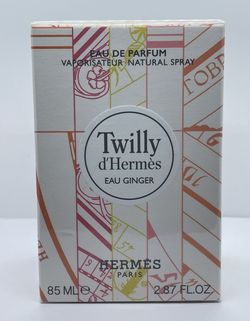 EAU DE PARFUM
VAPORISATEUR NATURAL SPRAY
Twilly
d'Hermès
EAU GINGER
HERMÈS
PARIS
85 ML℮ 2.87 FL.OZ.